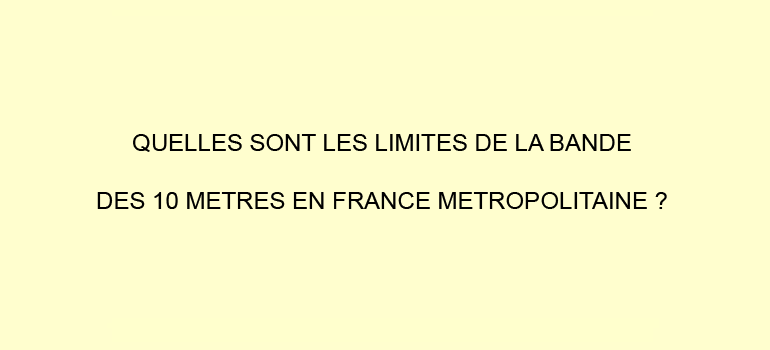 QUELLES SONT LES LIMITES DE LA BANDE
DES 10 METRES EN FRANCE METROPOLITAINE ?